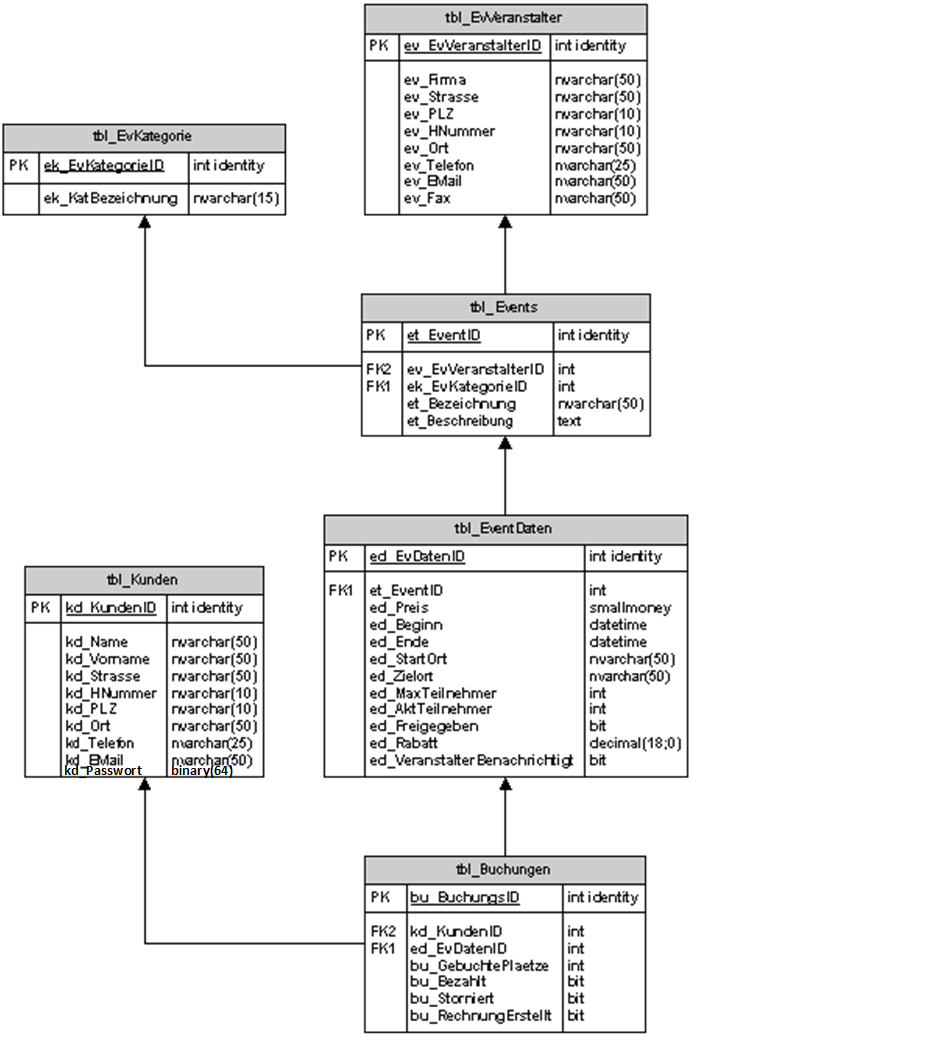 tbl_EvVeranstalter
PK ev_EvVeranstalterID int identity
ev_Firma nvarchar(50)
ev_Strasse nvarchar(50)
ev_PLZ nvarchar(10)
ev_HNummer nvarchar(10)
ev_Ort nvarchar(50)
ev_Telefon nvarchar(25)
ev_EMail nvarchar(50)
ev_Fax nvarchar(50)
tbl_EvKategorie
PK ek_EvKategorieID int identity
ek_KatBezeichnung nvarchar(15)
tbl_Events
PK et_EventID int identity
FK2 ev_EvVeranstalterID int
FK1 ek_EvKategorieID int
et_Bezeichnung nvarchar(50)
et_Beschreibung text
tbl_EventDaten
PK ed_EvDatenID int identity
FK1 et_EventID int
ed_Preis smallmoney
ed_Beginn datetime
ed_Ende datetime
ed_StartOrt nvarchar(50)
ed_Zielort nvarchar(50)
ed_MaxTeilnehmer int
ed_AktTeilnehmer int
ed_Freigegeben bit
ed_Rabatt decimal(18;0)
ed_VeranstalterBenachrichtigt bit
tbl_Kunden
PK kd_KundenID int identity
kd_Name nvarchar(50)
kd_Vorname nvarchar(50)
kd_Strasse nvarchar(50)
kd_HNummer nvarchar(10)
kd_PLZ nvarchar(10)
kd_Ort nvarchar(50)
kd_Telefon nvarchar(25)
kd_EMail nvarchar(50)
kd_Passwort binary(64)
tbl_Buchungen
PK bu_BuchungsID int identity
FK2 kd_KundenID int
FK1 ed_EvDatenID int
bu_GebuchtePlaetze int
bu_Bezahlt bit
bu_Storniert bit
bu_RechnungErstellt bit